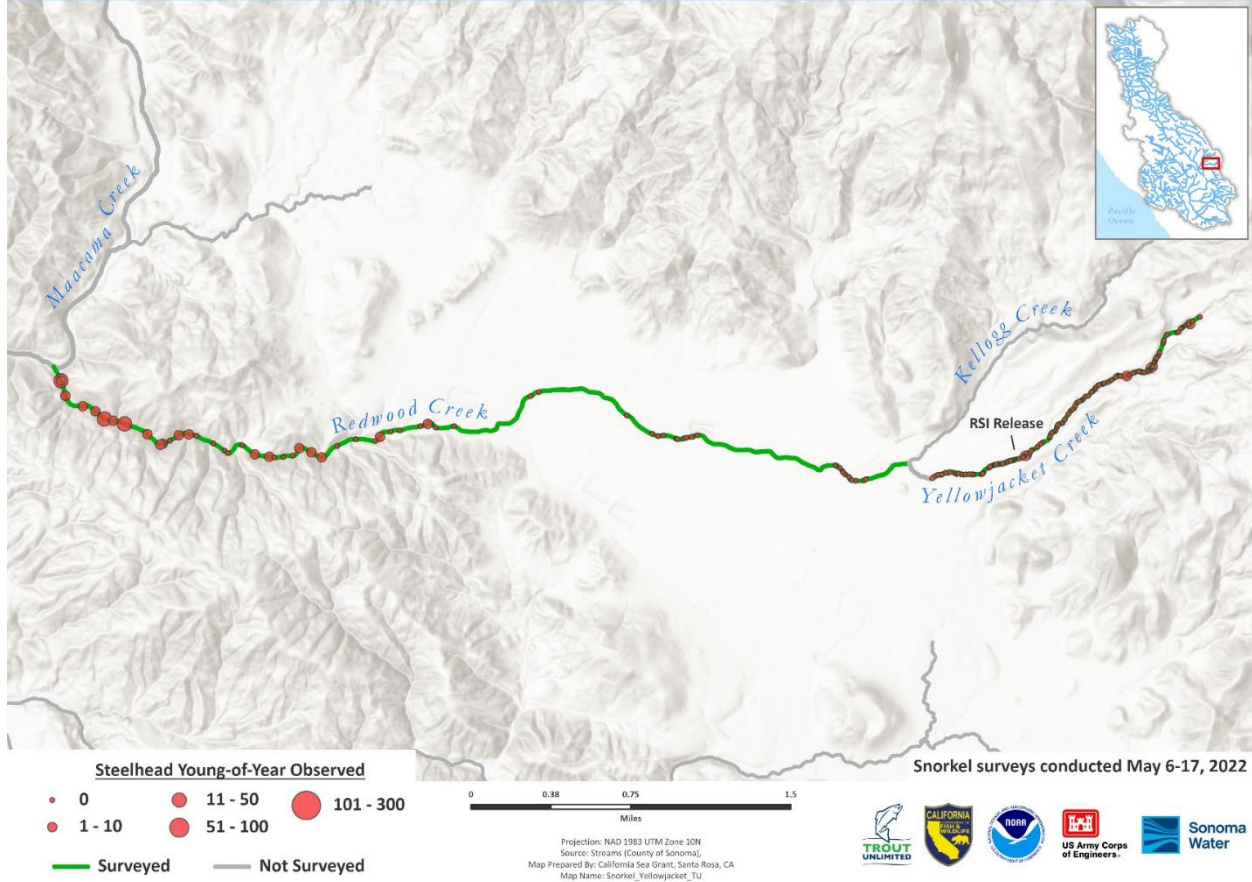 Pacific
Ocean
Maacama Creek
Kellogg Creek
Redwood Creek
RSI Release
Yellowjacket Creek
Steelhead Young-of-Year Observed
0
11 - 50
101 - 300
1 - 10
51 - 100
Surveyed
Not Surveyed
0
0.38
0.75
1.5
Miles
Projection: NAD 1983 UTM Zone 10N
Source: Streams (County of Sonoma),
Map Prepared By: California Sea Grant, Santa Rosa, CA
Map Name: Snorkel_Yellowjacket_TU
Snorkel surveys conducted May 6-17, 2022
TROUT
UNLIMITED
CALIFORNIA
FISH &
WILDLIFE
NOAA
US Army Corps
of Engineers
Sonoma
Water